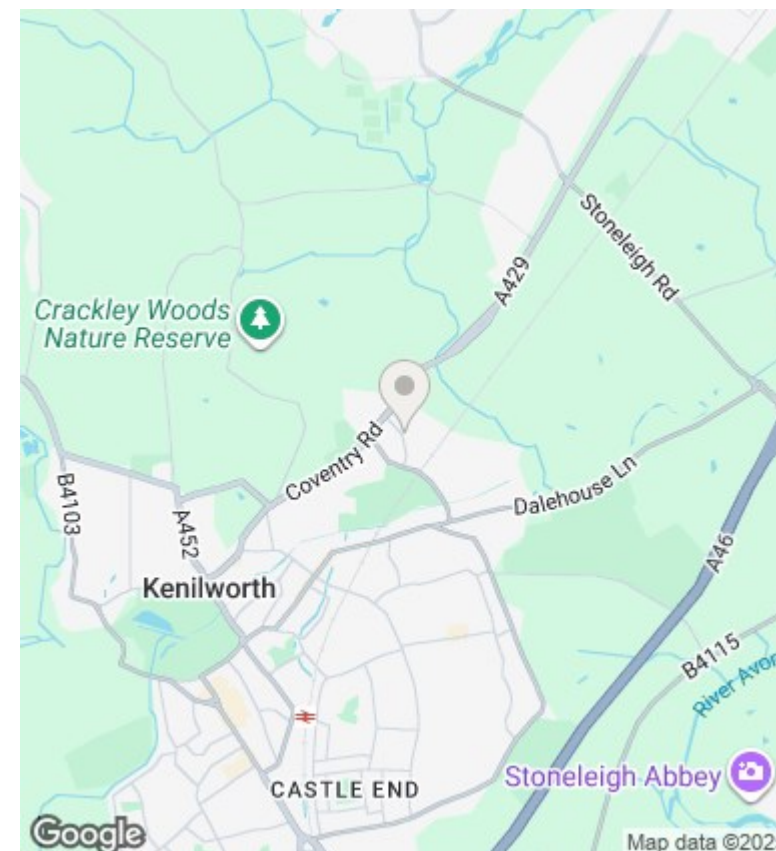 Stoneleigh Rd
A429
Crackley Woods
Nature Reserve
Coventry Rd
Dalehouse Ln
B4103
A452
A46
Kenilworth
B4115
River Avon
CASTLE END
Stoneleigh Abbey
Google
Map data ©202